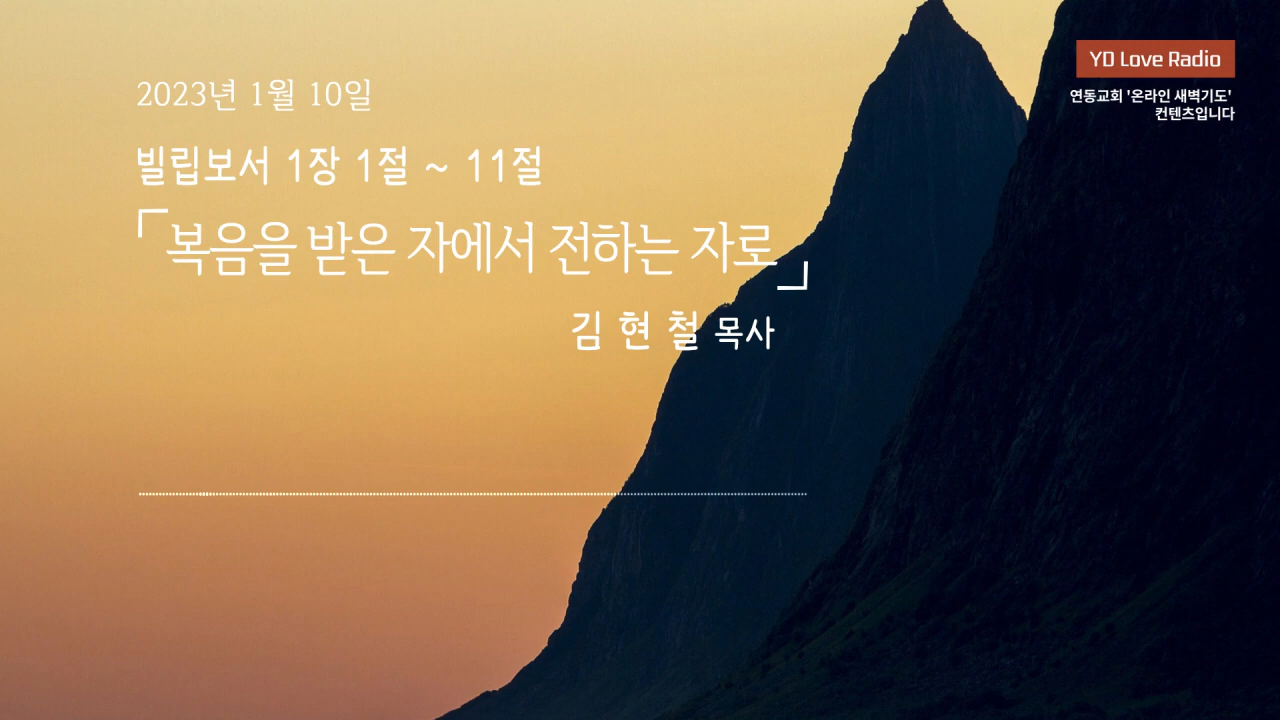 2023년 1월 10일
빌립보서 1장 1절 ~ 11절
「복음을 받은 자에서 전하는 자로」
김 현 철 목사
YD Love Radio
연동교회 '온라인 새벽기도'
컨텐츠입니다